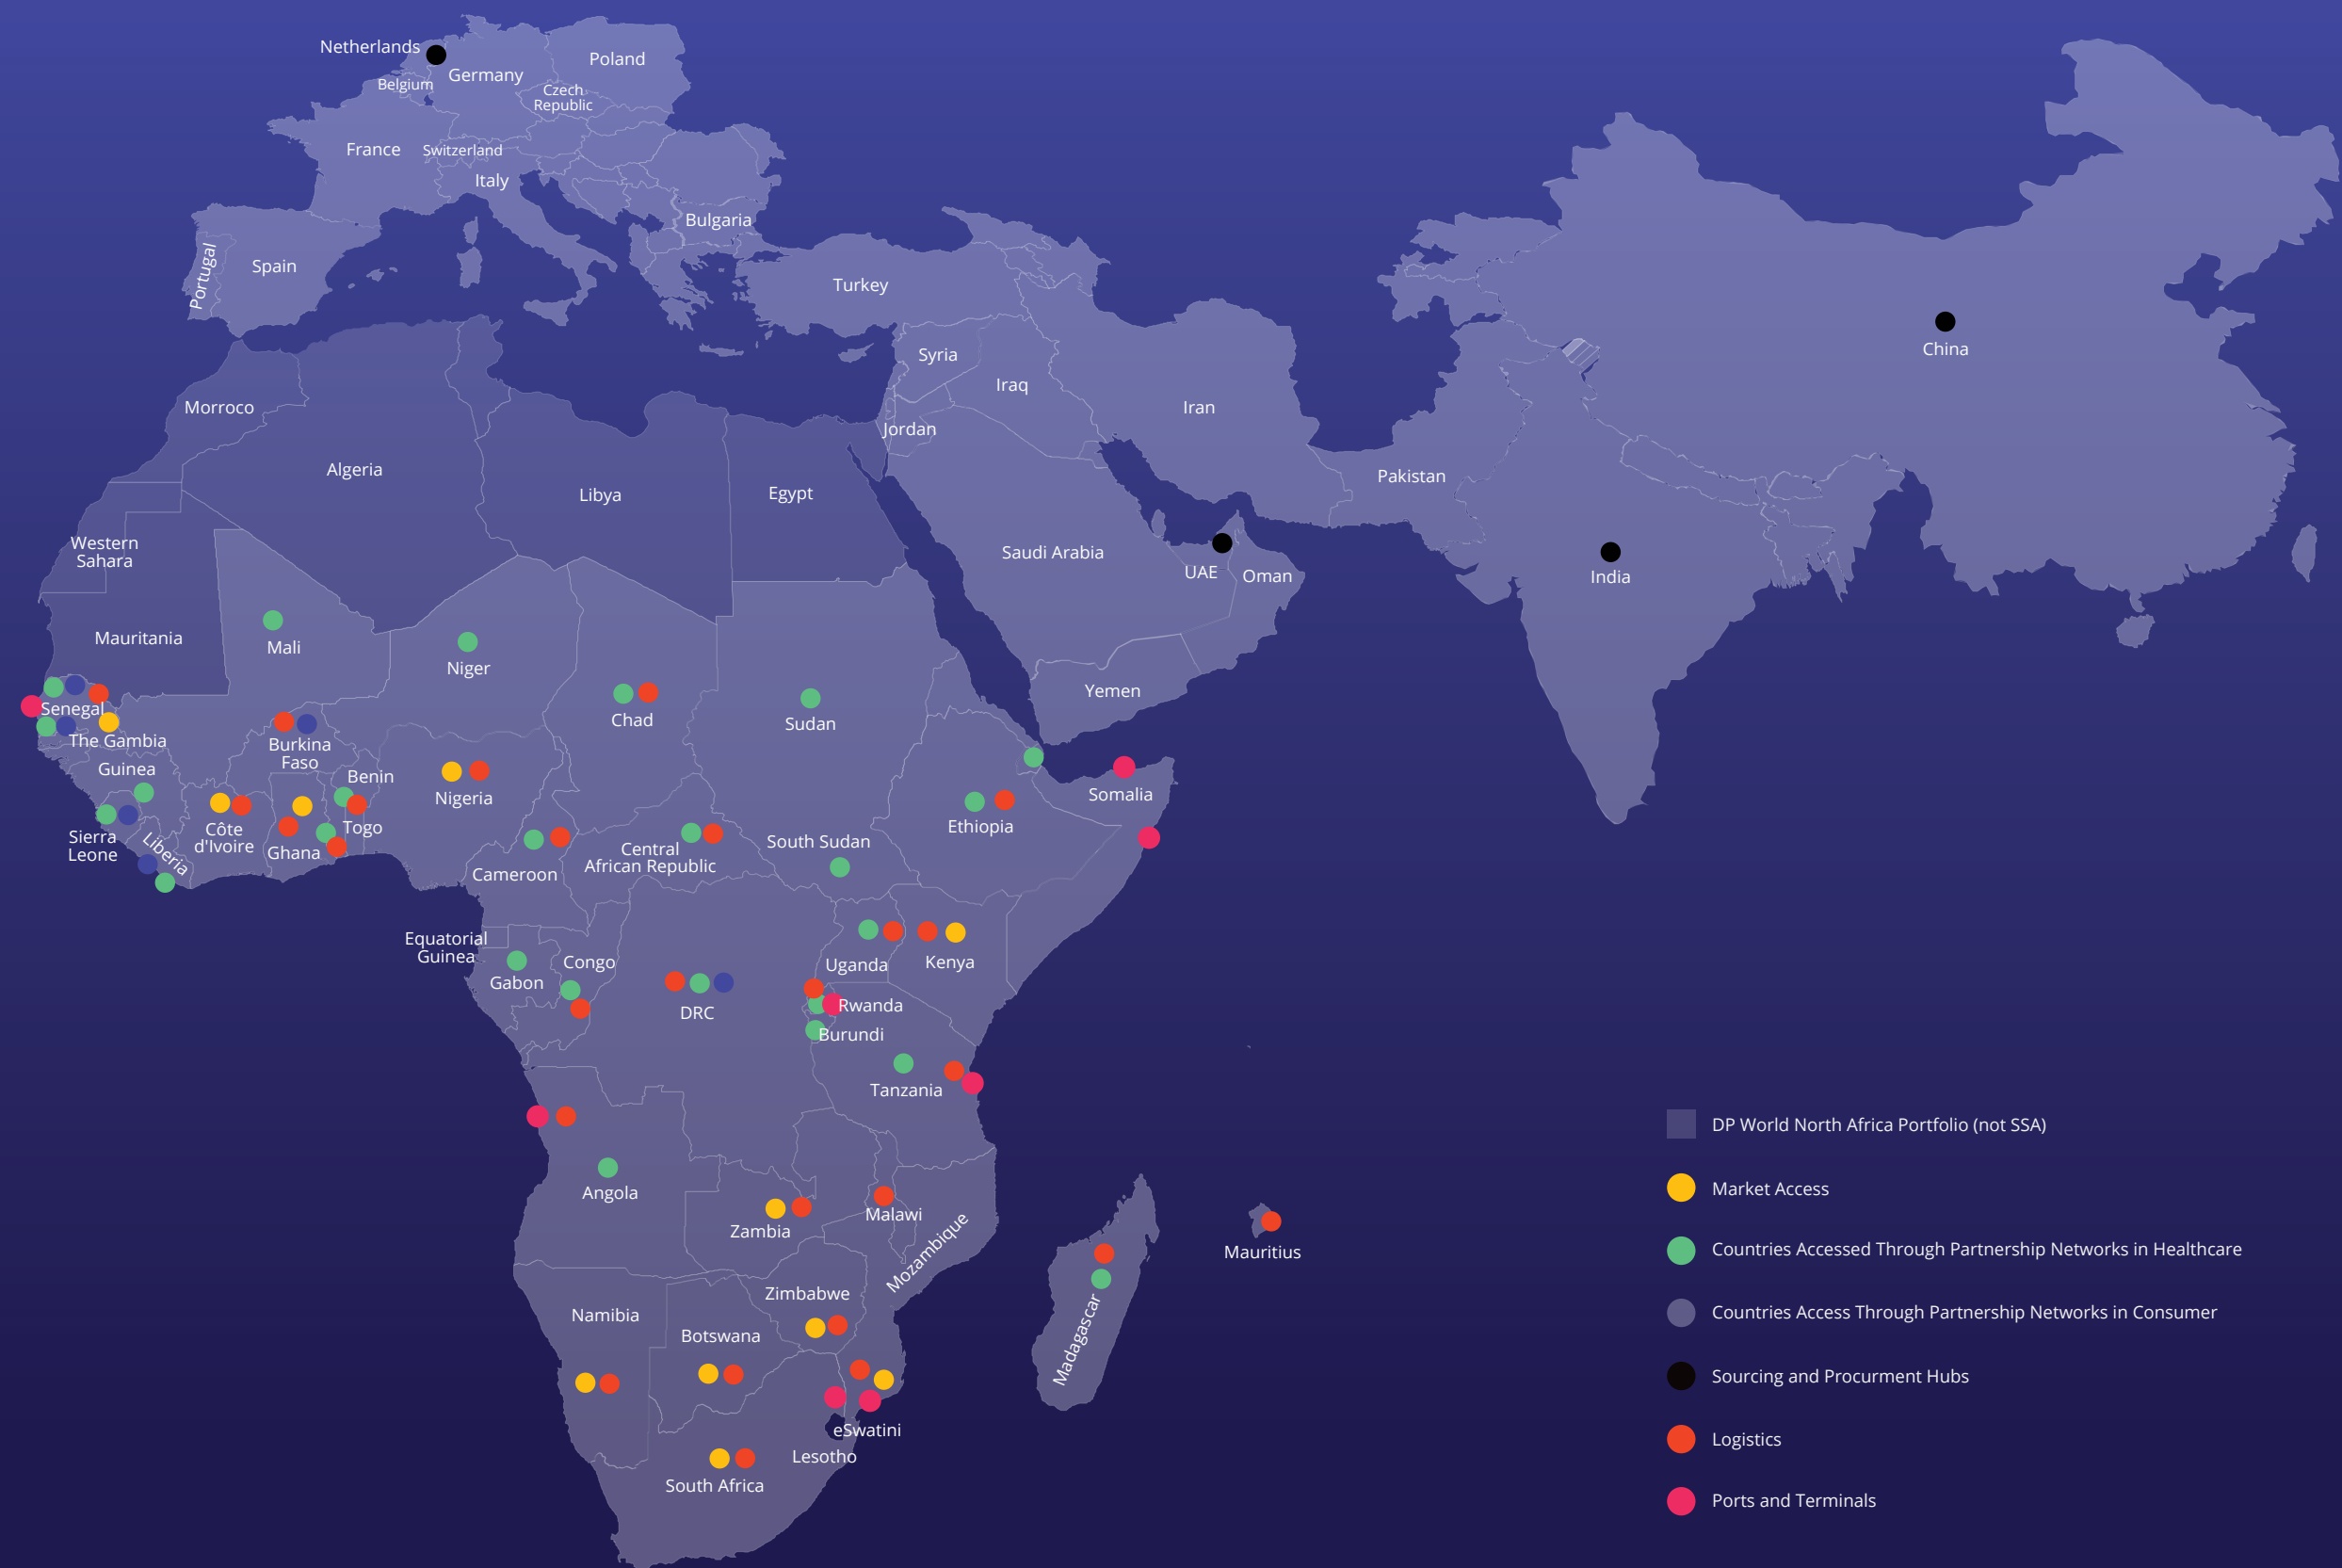 Netherlands
Poland
Germany
Belgium
Czech
Republic
France
Switzerland
Italy
Bulgaria
Portugal
Spain
Turkey
Syria
Iraq
Iran
Jordan
Morroco
China
Algeria
Libya
Egypt
Pakistan
Western
Sahara
Saudi Arabia
UAE
Oman
India
Mauritania
Mali
Niger
Yemen
Senegal
Chad
Sudan
The Gambia
Burkina
Faso
Guinea
Benin
Nigeria
Somalia
Sierra
Leone
Liberia
Côte
d'Ivoire
Ghana
Togo
Ethiopia
South Sudan
Central
African Republic
Cameroon
Equatorial
Guinea
Gabon
Congo
Uganda
Kenya
DRC
Rwanda
Burundi
Tanzania
Angola
Zambia
Malawi
Mozambique
Mauritius
Madagascar
Zimbabwe
Namibia
Botswana
eSwatini
Lesotho
South Africa
DP World North Africa Portfolio (not SSA)
Market Access
Countries Accessed Through Partnership Networks in Healthcare
Countries Access Through Partnership Networks in Consumer
Sourcing and Procurment Hubs
Logistics
Ports and Terminals